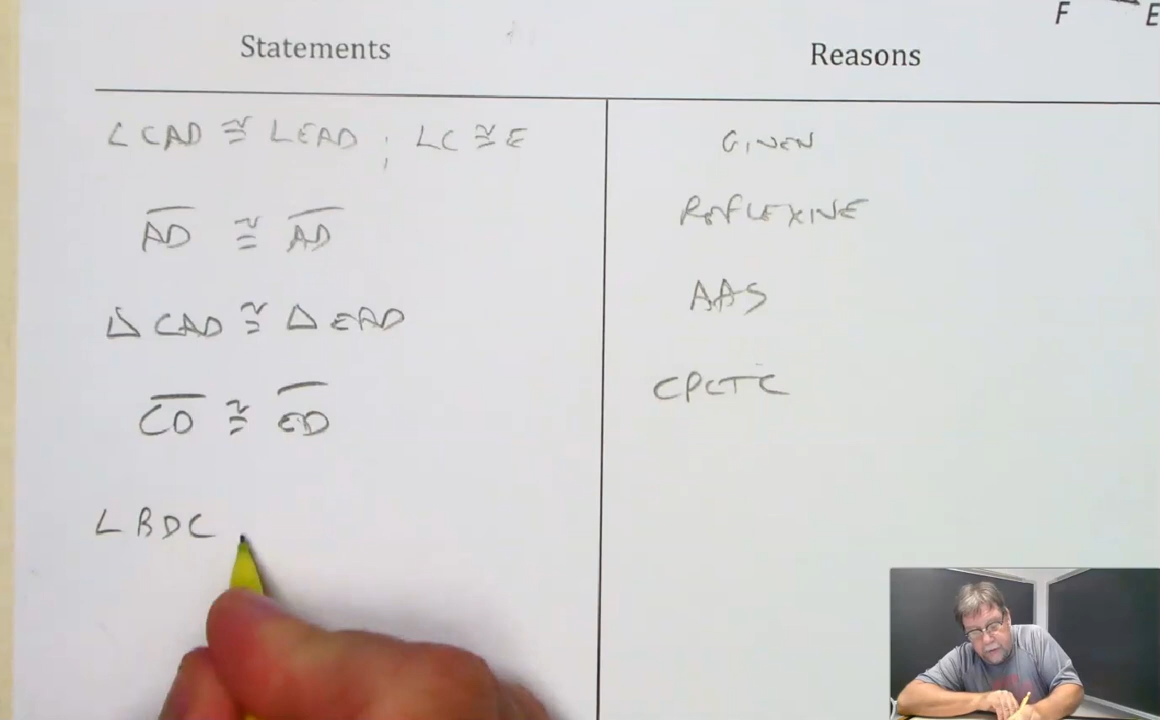 F E
Statements Reasons
∠CAD ≅ ∠EAD ; ∠C ≅ E GIVEN
AD ≅ AD REFLEXIVE
△CAD ≅ △EAD AAS
CD ≅ ED CPCTC
∠BDC